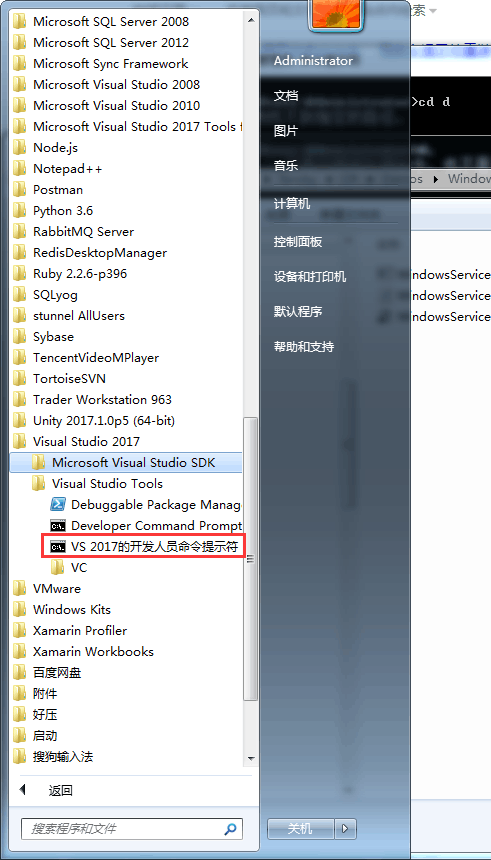 Microsoft SQL Server 2008
Microsoft SQL Server 2012
Microsoft Sync Framework
Microsoft Visual Studio 2008
Microsoft Visual Studio 2010
Microsoft Visual Studio 2017 Tools f
Node.js
Notepad++
Postman
Python 3.6
RabbitMQ Server
RedisDesktopManager
Ruby 2.2.6-p396
SQLyog
stunnel AllUsers
Sybase
TencentVideoMPlayer
TortoiseSVN
Trader Workstation 963
Unity 2017.1.0p5 (64-bit)
Visual Studio 2017
Microsoft Visual Studio SDK
Visual Studio Tools
Debuggable Package Manag
Developer Command Prompt
VS 2017的开发人员命令提示符
VC
VMware
Windows Kits
Xamarin Profiler
Xamarin Workbooks
百度网盘
附件
好压
启动
搜狗输入法
返回
搜索程序和文件
Administrator
文档
图片
音乐
计算机
控制面板
设备和打印机
默认程序
帮助和支持
关机
索
>cd d
Window
WindowsService
WindowsService
WindowsService